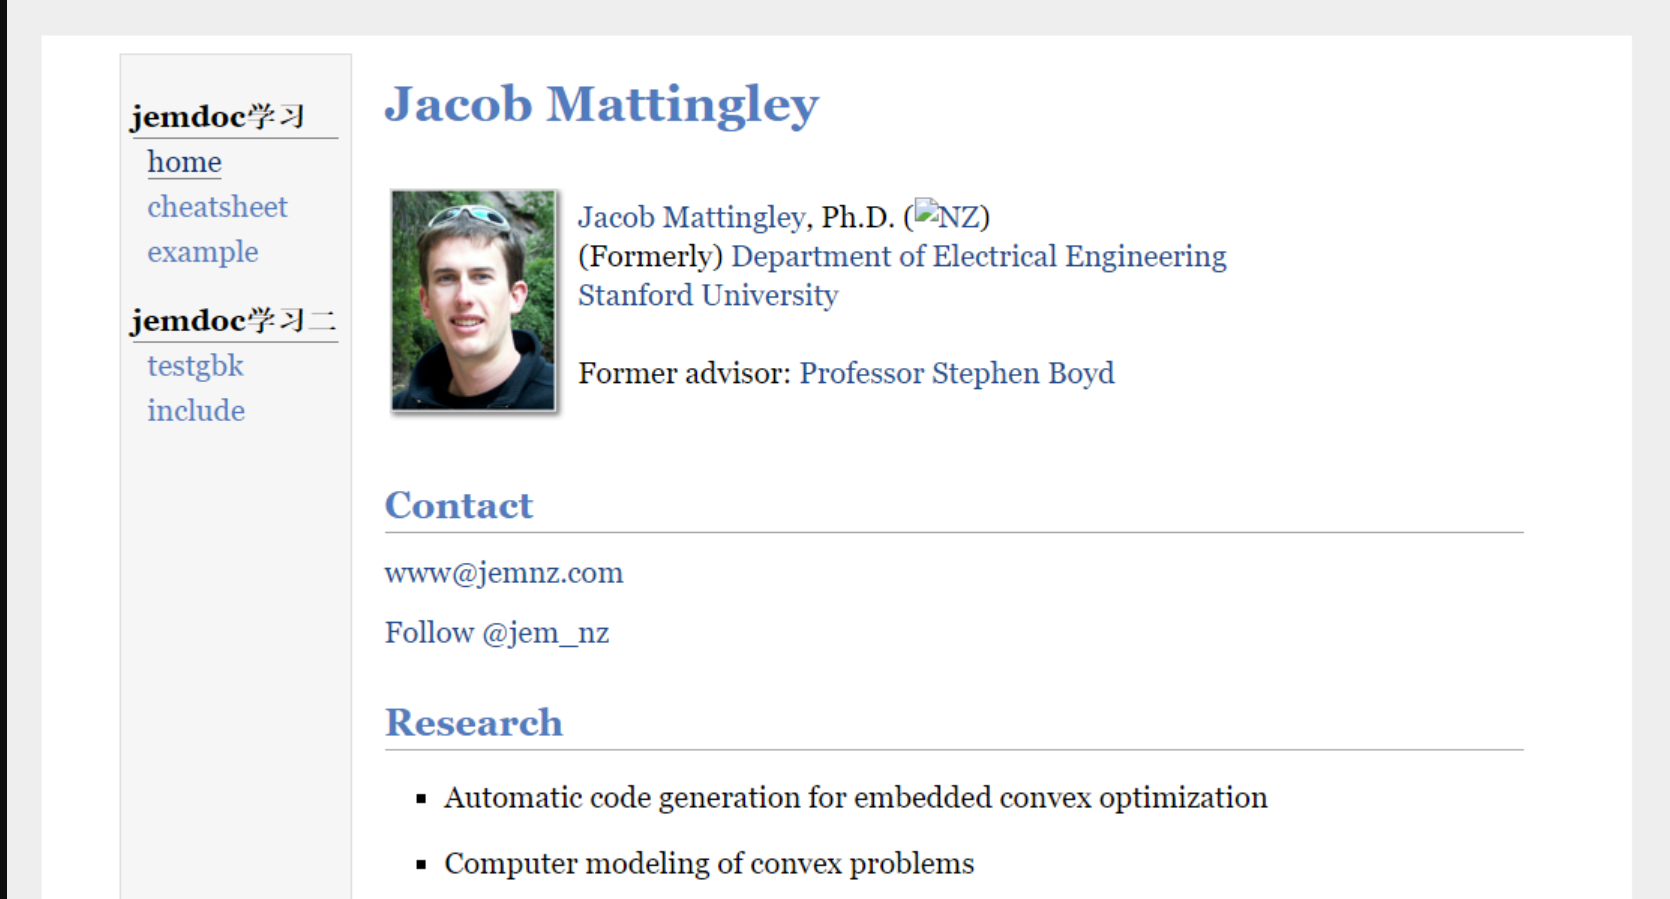 jemdoc学习
home
cheatsheet
example
jemdoc学习二
testgbk
include
Jacob Mattingley
Jacob Mattingley, Ph.D. (NZ)
(Formerly) Department of Electrical Engineering
Stanford University
Former advisor: Professor Stephen Boyd
Contact
www@jemnz.com
Follow @jem_nz
Research
▪ Automatic code generation for embedded convex optimization
▪ Computer modeling of convex problems